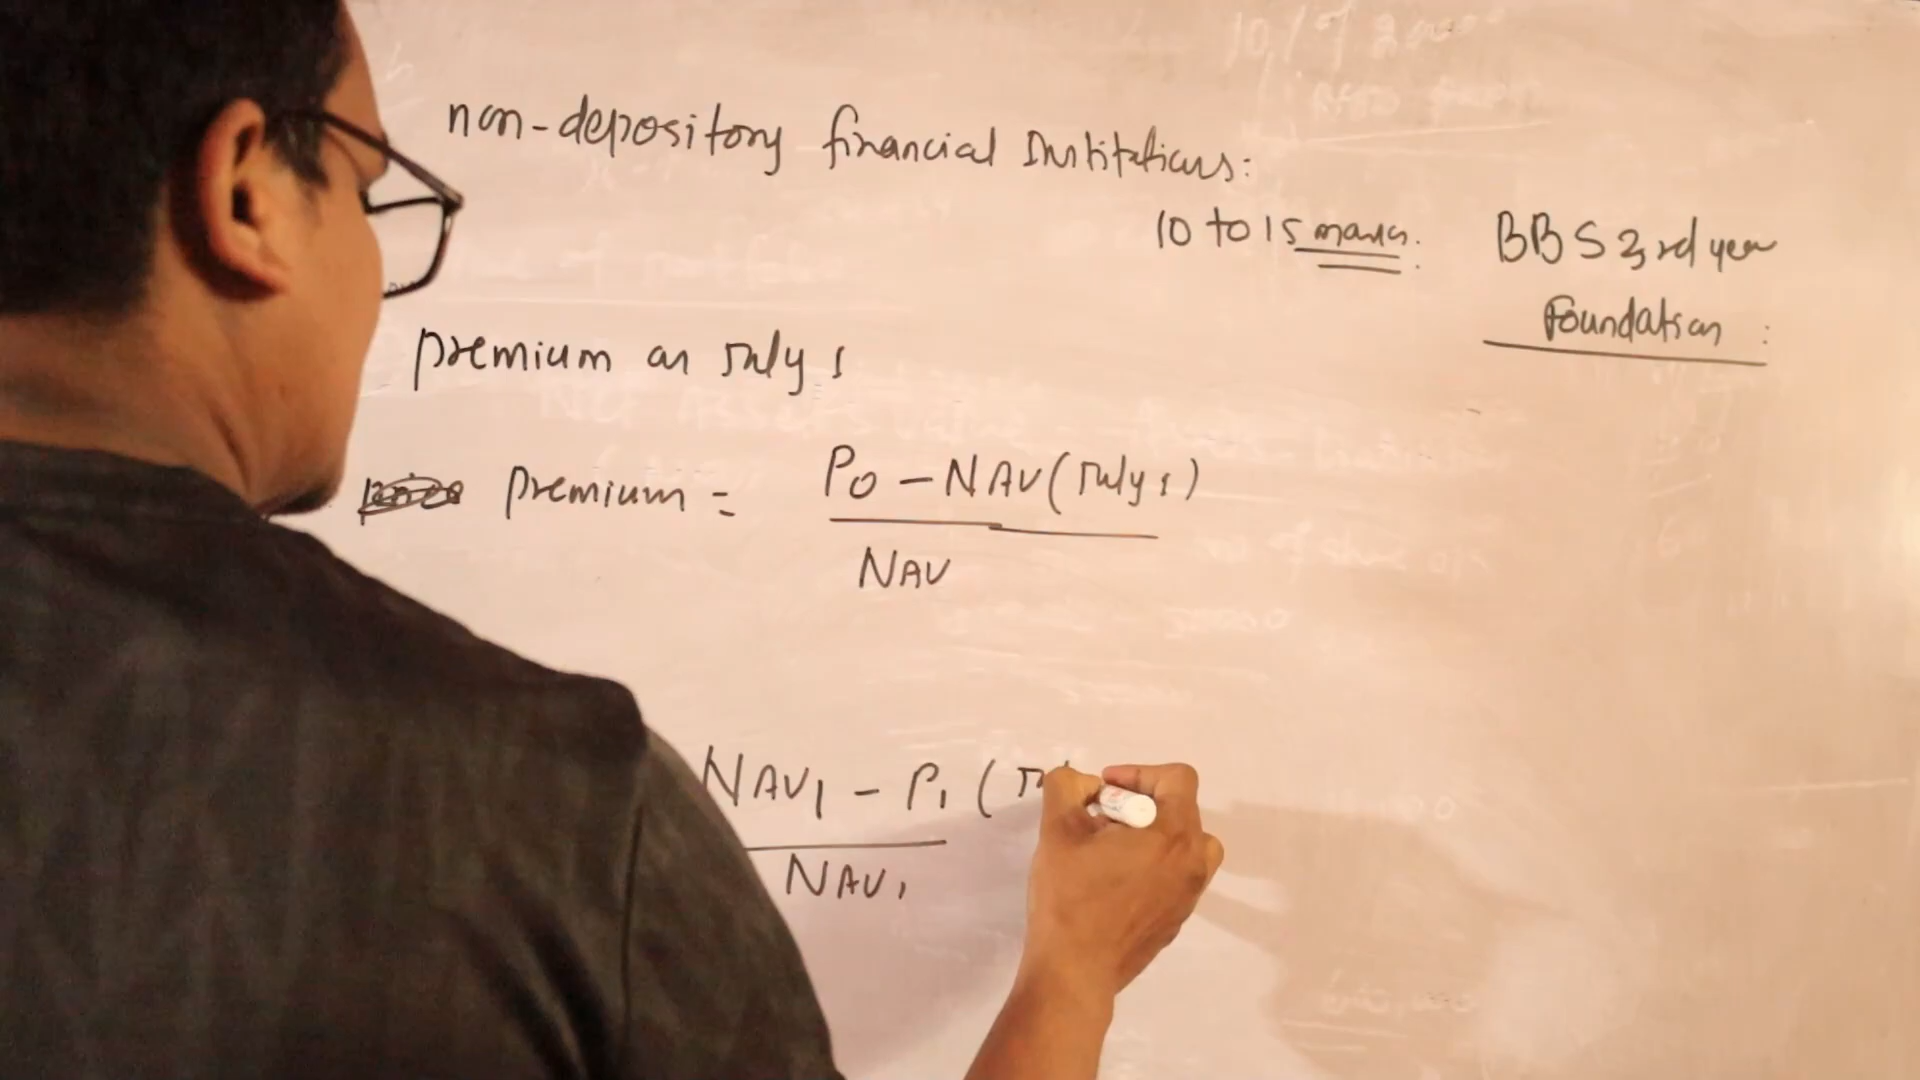 non-depository financial Institutions:
10 to 15 marks.
BBS 3rd year
Foundation :
premium on July 1
premium = P0 - NAV (July 1)
NAV
NAV1 - P1 (
NAV1